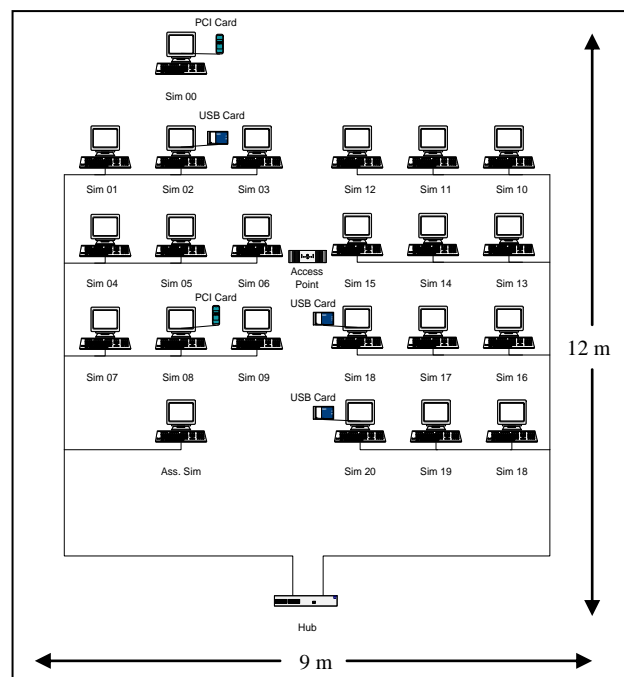 PCI Card
Sim 00
USB Card
Sim 01 Sim 02 Sim 03 Sim 12 Sim 11 Sim 10
Sim 04 Sim 05 Sim 06 Access Point Sim 15 Sim 14 Sim 13
PCI Card USB Card
Sim 07 Sim 08 Sim 09 Sim 18 Sim 17 Sim 16
12 m
USB Card
Ass. Sim Sim 20 Sim 19 Sim 18
Hub
9 m